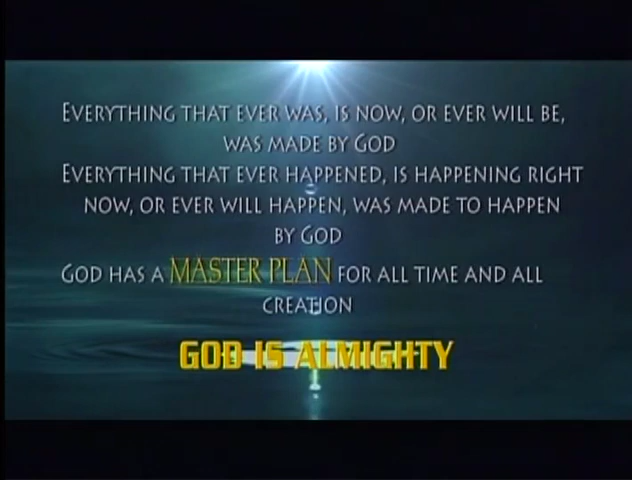 EVERYTHING THAT EVER WAS, IS NOW, OR EVER WILL BE,
WAS MADE BY GOD
EVERYTHING THAT EVER HAPPENED, IS HAPPENING RIGHT
NOW, OR EVER WILL HAPPEN, WAS MADE TO HAPPEN
BY GOD
GOD HAS A MASTER PLAN FOR ALL TIME AND ALL
CREATION
GOD IS ALMIGHTY